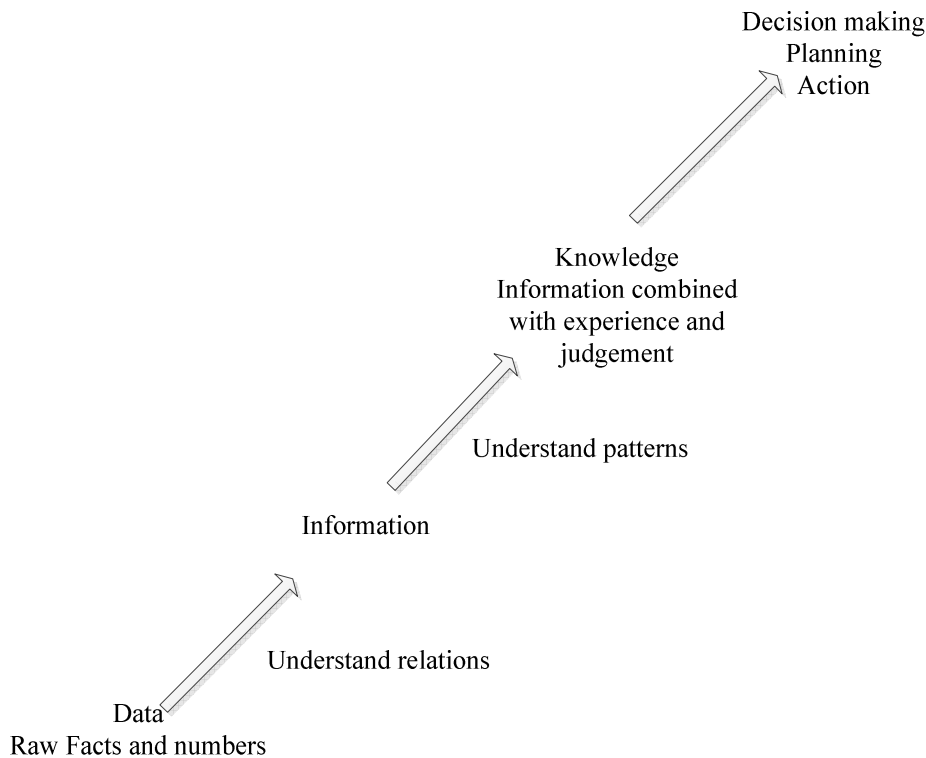 Decision making
Planning
Action
Knowledge
Information combined
with experience and
judgement
Understand patterns
Information
Understand relations
Data
Raw Facts and numbers